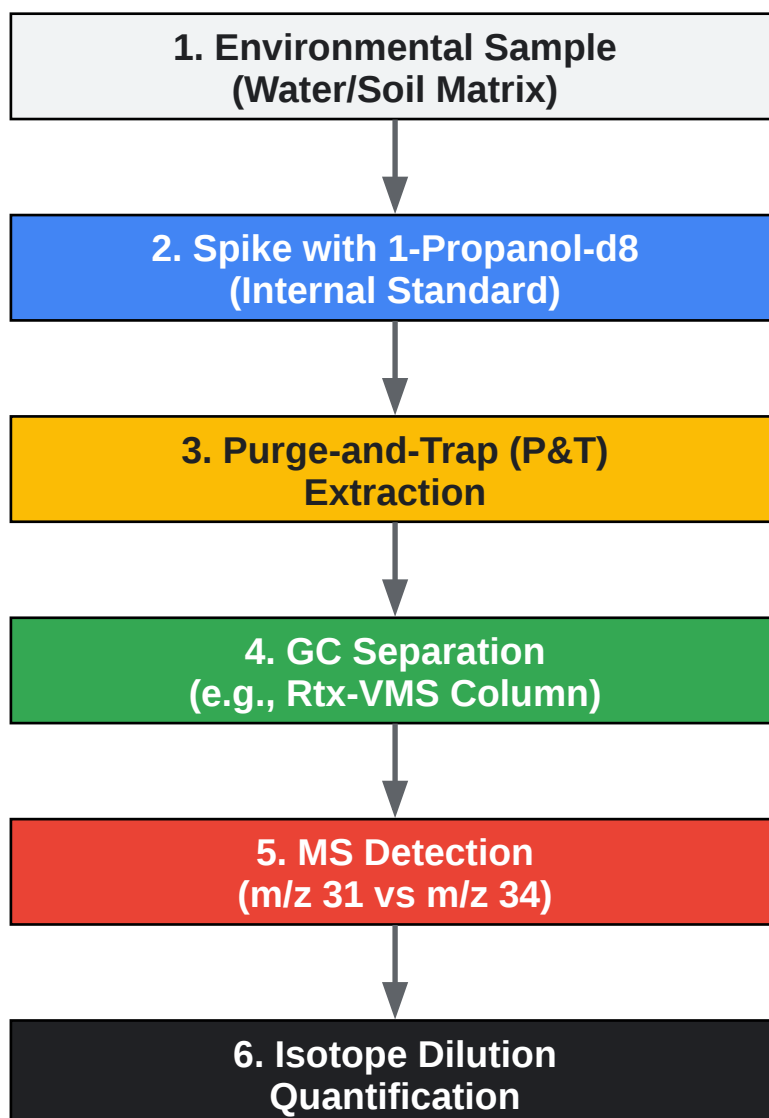 1. Environmental Sample
(Water/Soil Matrix)
2. Spike with 1-Propanol-d8
(Internal Standard)
3. Purge-and-Trap (P&T)
Extraction
4. GC Separation
(e.g., Rtx-VMS Column)
5. MS Detection
(m/z 31 vs m/z 34)
6. Isotope Dilution
Quantification